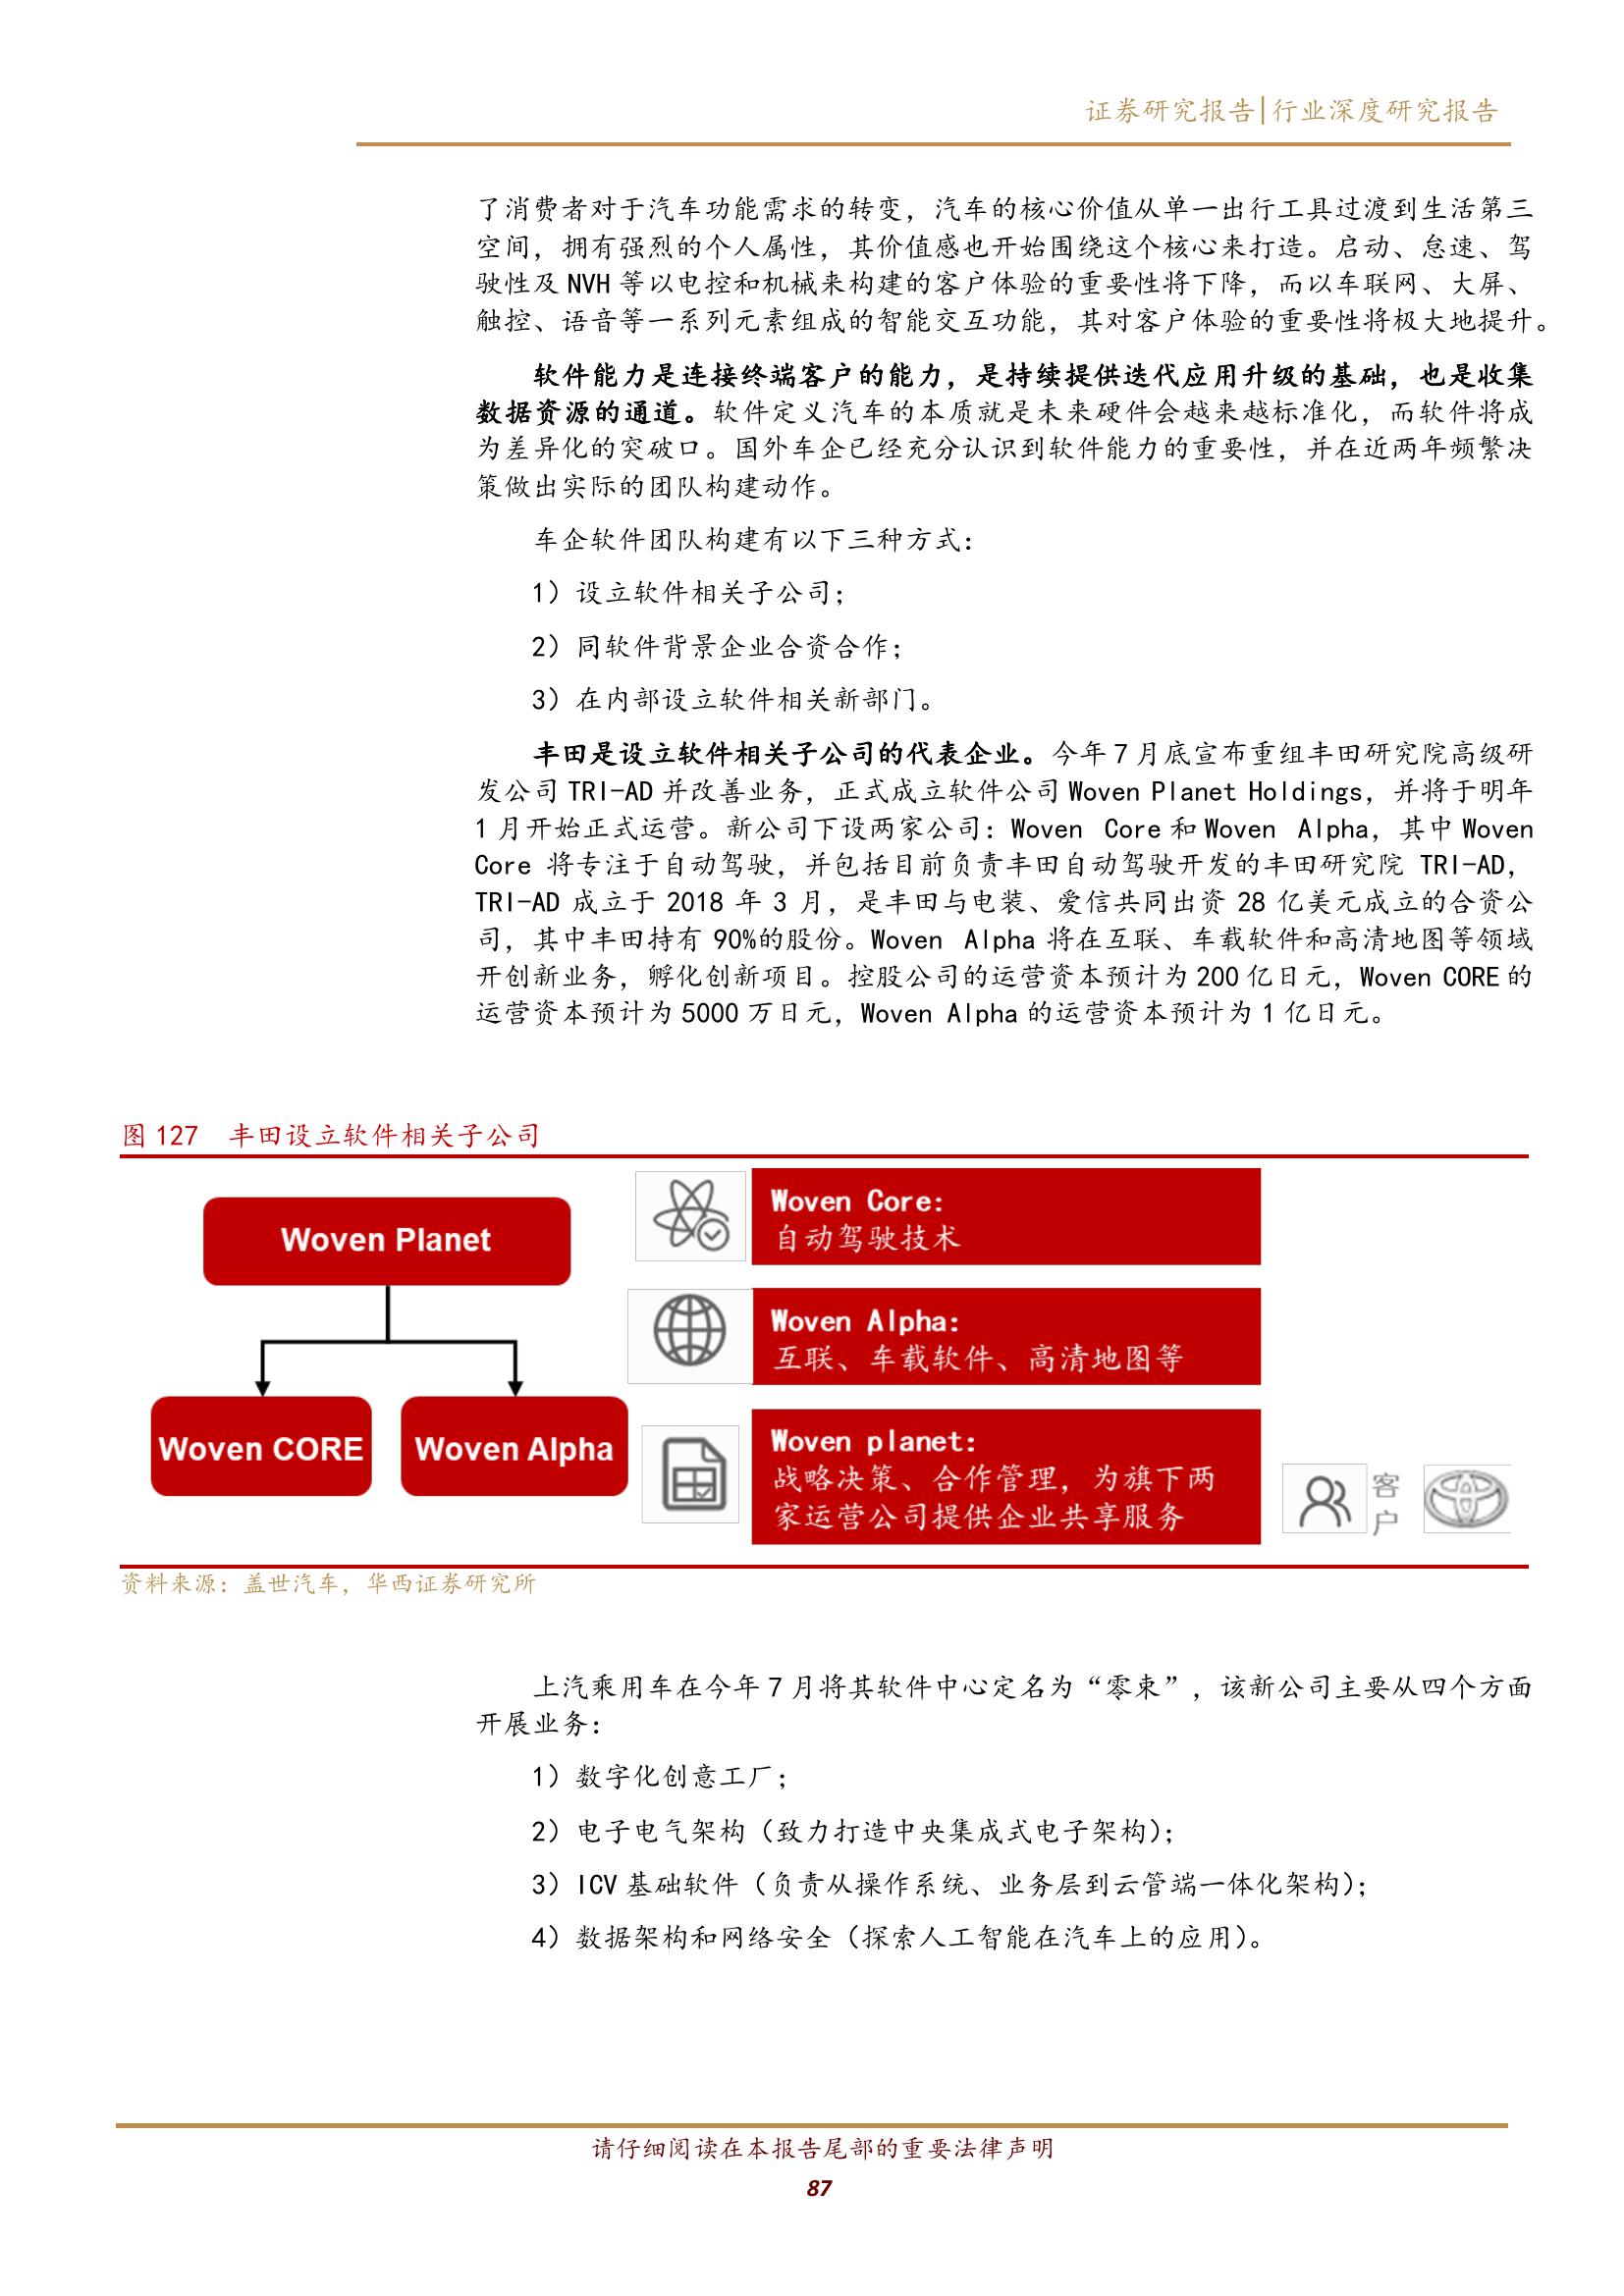 证券研究报告|行业深度研究报告
了消费者对于汽车功能需求的转变，汽车的核心价值从单一出行工具过渡到生活第三
空间，拥有强烈的个人属性，其价值感也开始围绕这个核心来打造。启动、怠速、驾
驶性及 NVH 等以电控和机械来构建的客户体验的重要性将下降，而以车联网、大屏、
触控、语音等一系列元素组成的智能交互功能，其对客户体验的重要性将极大地提升。
软件能力是连接终端客户的能力，是持续提供迭代应用升级的基础，也是收集
数据资源的通道。软件定义汽车的本质就是未来硬件会越来越标准化，而软件将成
为差异化的突破口。国外车企已经充分认识到软件能力的重要性，并在近两年频繁决
策做出实际的团队构建动作。
车企软件团队构建有以下三种方式：
1）设立软件相关子公司；
2）同软件背景企业合资合作；
3）在内部设立软件相关新部门。
丰田是设立软件相关子公司的代表企业。今年 7 月底宣布重组丰田研究院高级研
发公司 TRI-AD 并改善业务，正式成立软件公司 Woven Planet Holdings，并将于明年
1 月开始正式运营。新公司下设两家公司：Woven Core 和 Woven Alpha，其中 Woven
Core 将专注于自动驾驶，并包括目前负责丰田自动驾驶开发的丰田研究院 TRI-AD，
TRI-AD 成立于 2018 年 3 月，是丰田与电装、爱信共同出资 28 亿美元成立的合资公
司，其中丰田持有 90%的股份。Woven Alpha 将在互联、车载软件和高清地图等领域
开创新业务，孵化创新项目。控股公司的运营资本预计为 200 亿日元，Woven CORE 的
运营资本预计为 5000 万日元，Woven Alpha 的运营资本预计为 1 亿日元。
图 127 丰田设立软件相关子公司
Woven Planet
Woven CORE
Woven Alpha
Woven Core:
自动驾驶技术
Woven Alpha:
互联、车载软件、高清地图等
Woven planet:
战略决策、合作管理，为旗下两
家运营公司提供企业共享服务
客
户
资料来源：盖世汽车，华西证券研究所
上汽乘用车在今年 7 月将其软件中心定名为“零束”，该新公司主要从四个方面
开展业务：
1）数字化创意工厂；
2）电子电气架构（致力打造中央集成式电子架构）；
3）ICV 基础软件（负责从操作系统、业务层到云管端一体化架构）；
4）数据架构和网络安全（探索人工智能在汽车上的应用）。
请仔细阅读在本报告尾部的重要法律声明
87